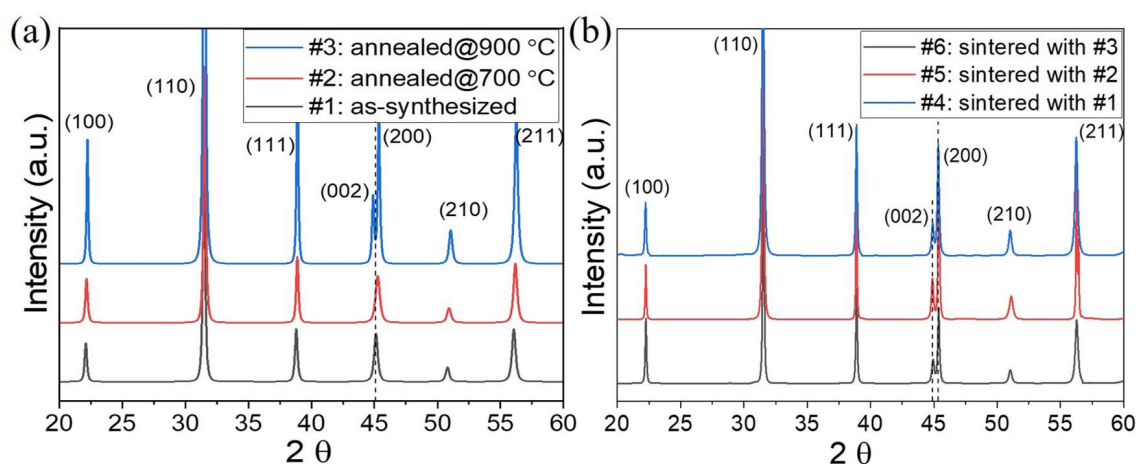 (a)
#3: annealed@900 °C
#2: annealed@700 °C
#1: as-synthesized
(100)
(110)
(111)
(002)
(200)
(210)
(211)
Intensity (a.u.)
20 25 30 35 40 45 50 55 60
2 θ
(b)
#6: sintered with #3
#5: sintered with #2
#4: sintered with #1
(100)
(110)
(111)
(002)
(200)
(210)
(211)
Intensity (a.u.)
20 25 30 35 40 45 50 55 60
2 θ